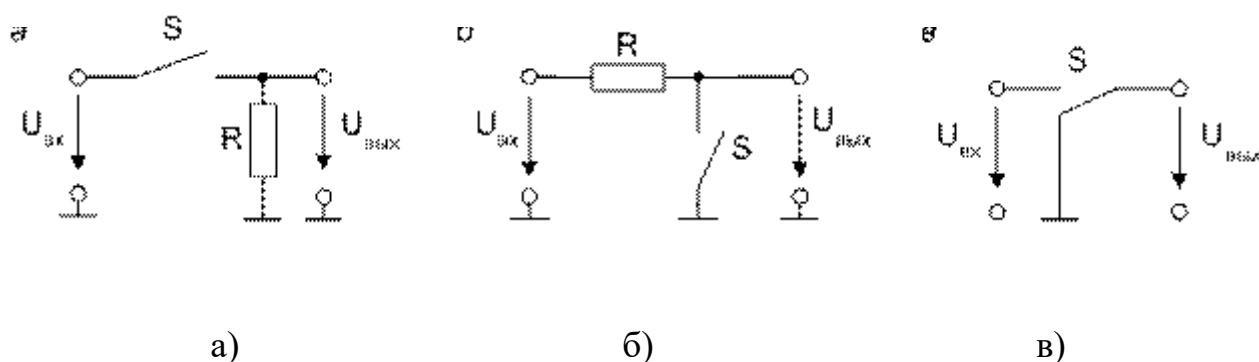 а S б R в S
U вх R U вых U вх S U вых U вх U вых
а) б) в)